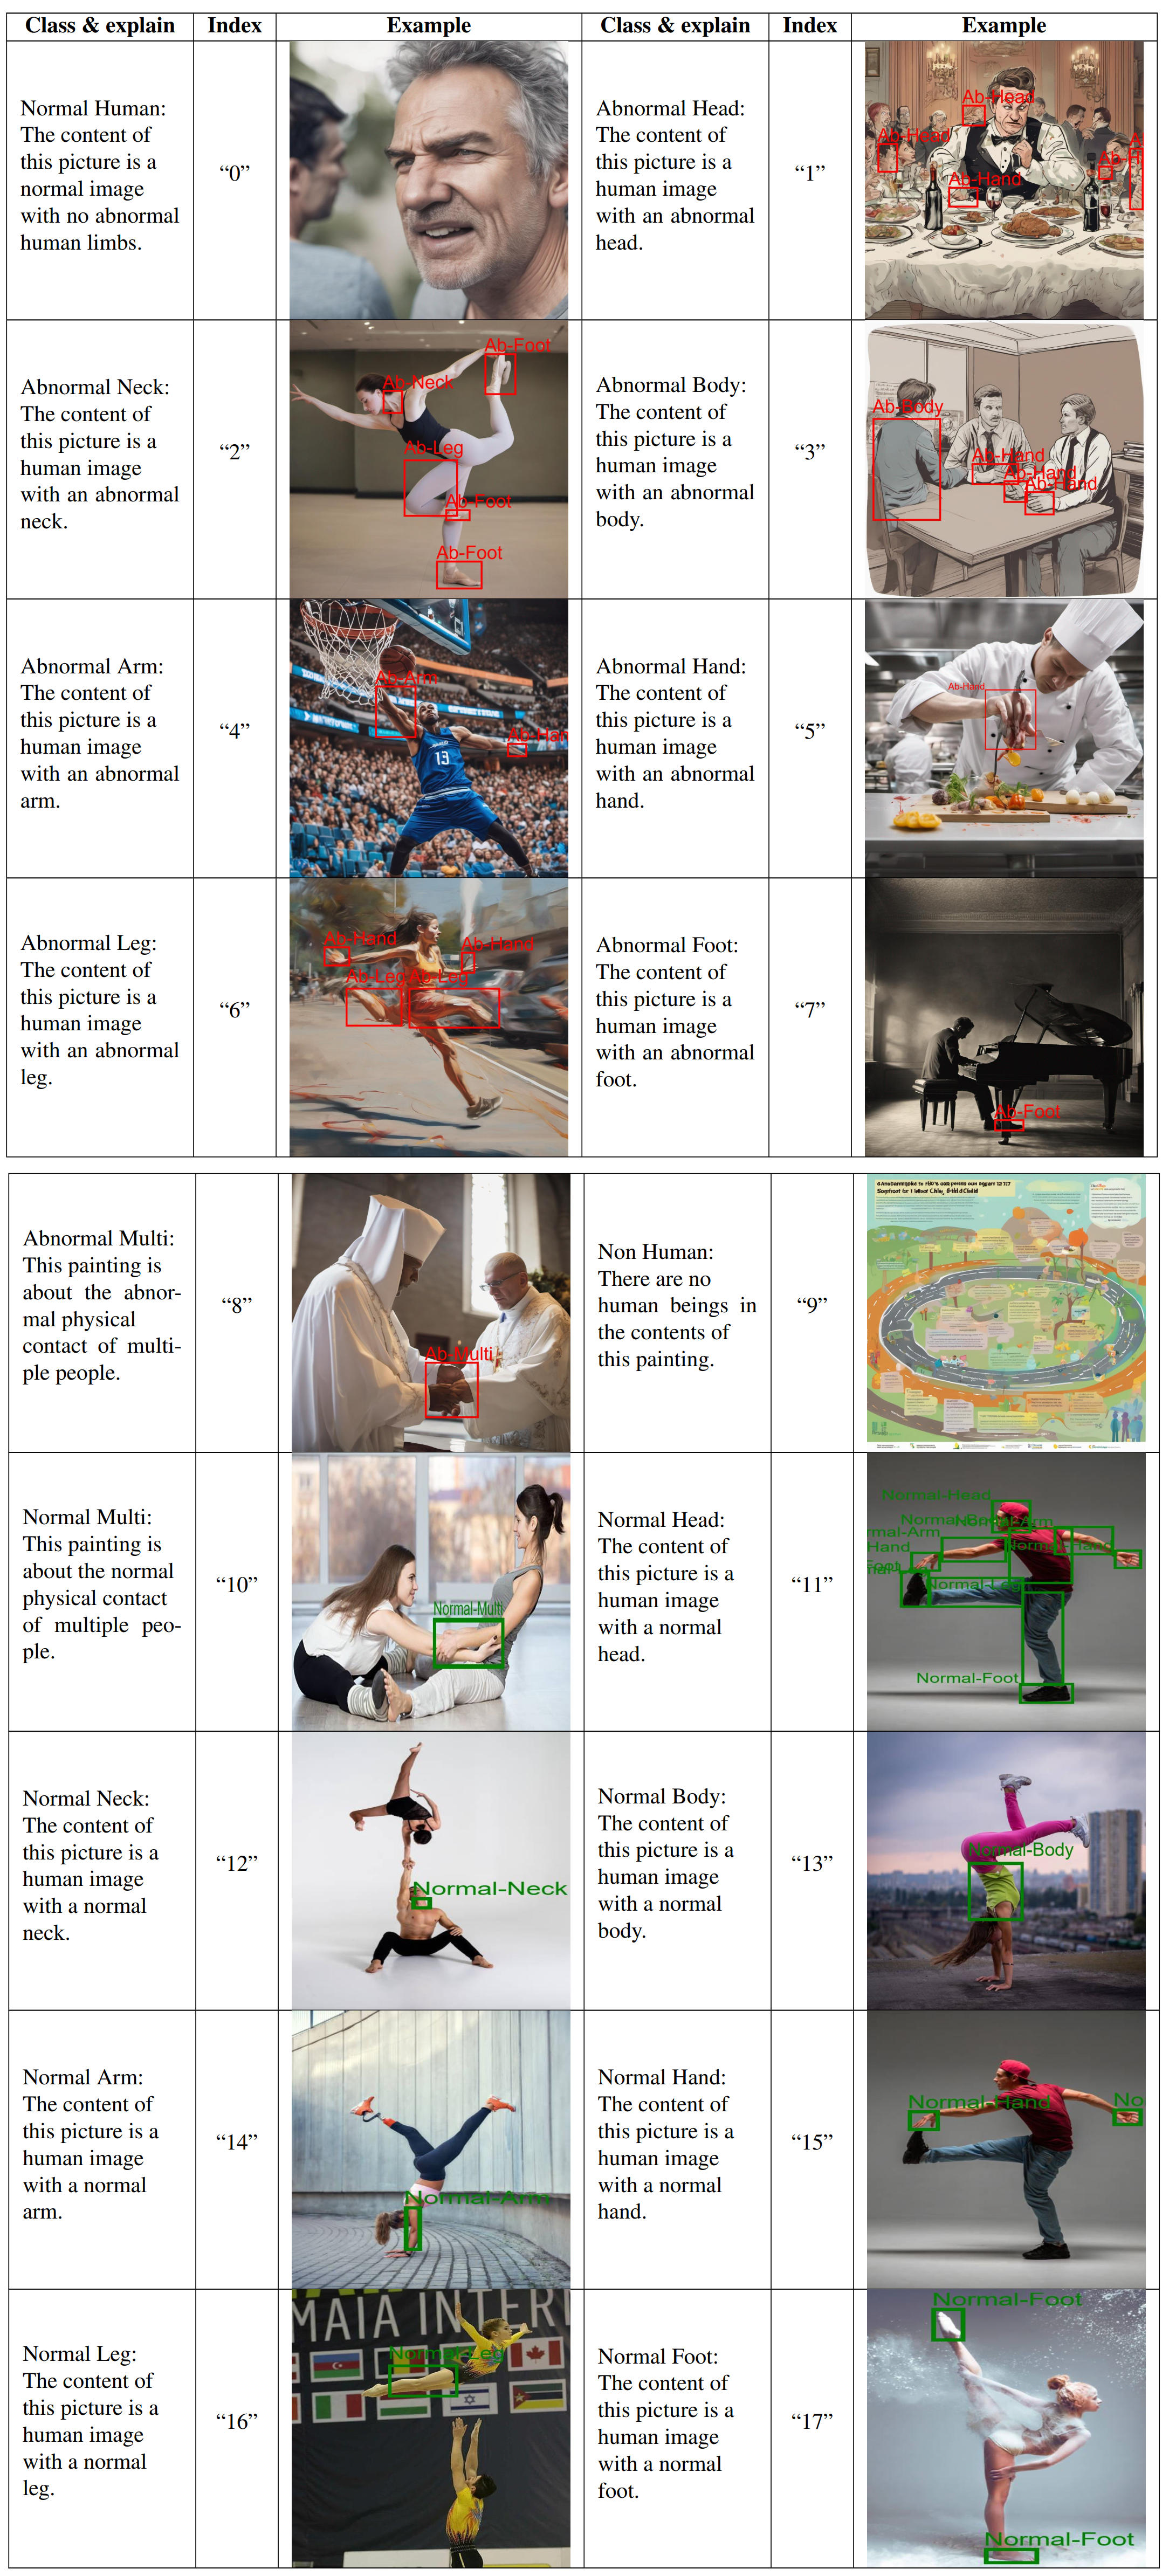 Class & explain Index Example Class & explain Index Example
Normal Human:
The content of
this picture is a
normal image
with no abnormal
human limbs.
“0”
Abnormal Head:
The content of
this picture is a
human image
with an abnormal
head.
“1”
Ab-Head
Ab-Head
Ab-Hand
Abnormal Neck:
The content of
this picture is a
human image
with an abnormal
neck.
“2”
Ab-Foot
Ab-Neck
Ab-Leg
Ab-Foot
Ab-Foot
Abnormal Body:
The content of
this picture is a
human image
with an abnormal
body.
“3”
Ab-Body
Ab-Hand
Ab-Hand
Ab-Hand
Abnormal Arm:
The content of
this picture is a
human image
with an abnormal
arm.
“4”
Ab-Arm
Ab-Han
13
Abnormal Hand:
The content of
this picture is a
human image
with an abnormal
hand.
“5”
Ab-Hand
Abnormal Leg:
The content of
this picture is a
human image
with an abnormal
leg.
“6”
Ab-Hand
Ab-Hand
Ab-Leg
Ab-Leg
Abnormal Foot:
The content of
this picture is a
human image
with an abnormal
foot.
“7”
Ab-Foot
Abnormal Multi:
This painting is
about the abnor-
mal physical
contact of multi-
ple people.
“8”
Ab-Multi
Non Human:
There are no
human beings in
the contents of
this painting.
“9”
Normal Multi:
This painting is
about the normal
physical contact
of multiple peo-
ple.
“10”
Normal-Multi
Normal Head:
The content of
this picture is a
human image
with a normal
head.
“11”
Normal-Head
rmal-Arm
Hand
Normal-Hand
Normal-Leg
Normal-Foot
Normal Neck:
The content of
this picture is a
human image
with a normal
neck.
“12”
Normal-Neck
Normal Body:
The content of
this picture is a
human image
with a normal
body.
“13”
Normal-Body
Normal Arm:
The content of
this picture is a
human image
with a normal
arm.
“14”
Normal-Arm
Normal Hand:
The content of
this picture is a
human image
with a normal
hand.
“15”
Normal-Hand
No
Normal Leg:
The content of
this picture is a
human image
with a normal
leg.
“16”
MAIA INTER
Normal-Leg
Normal Foot:
The content of
this picture is a
human image
with a normal
foot.
“17”
Normal-Foot
Normal-Foot